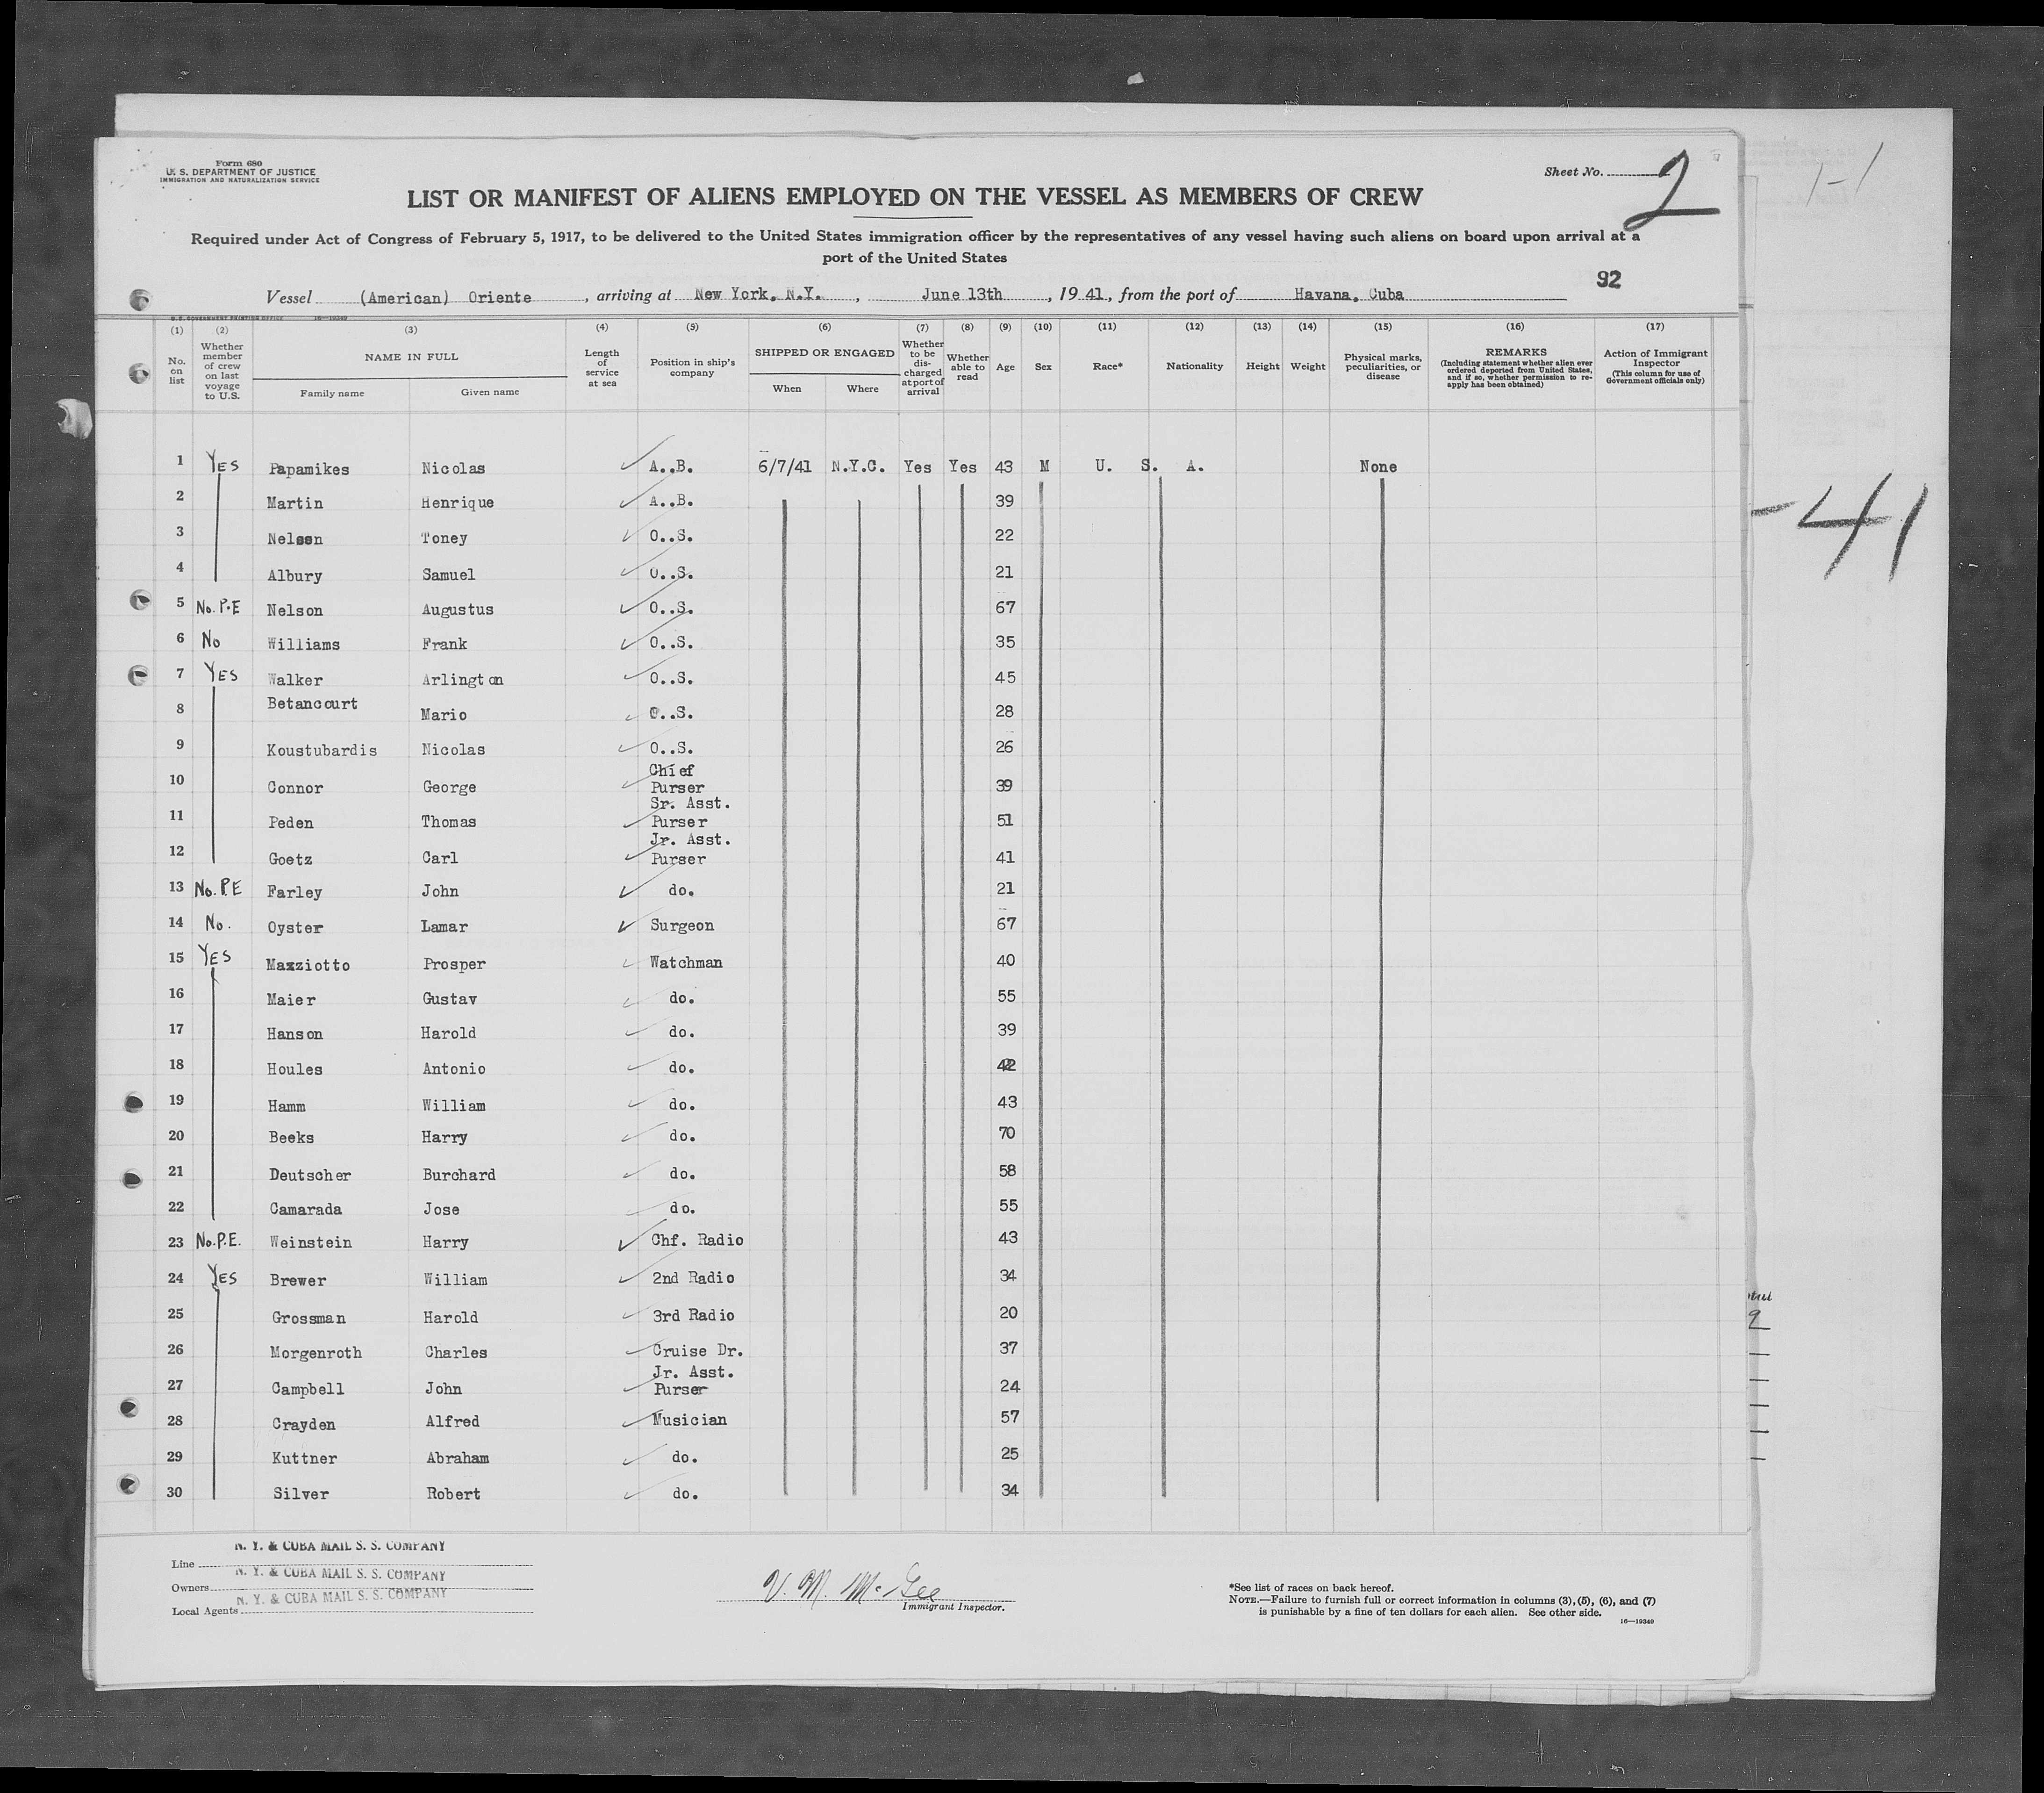 Form 680
U. S. DEPARTMENT OF JUSTICE
IMMIGRATION AND NATURALIZATION SERVICE
Sheet No. 2
1-1
LIST OR MANIFEST OF ALIENS EMPLOYED ON THE VESSEL AS MEMBERS OF CREW
Required under Act of Congress of February 5, 1917, to be delivered to the United States immigration officer by the representatives of any vessel having such aliens on board upon arrival at a
port of the United States
92
Vessel (American) Oriente, arriving at New York, N.Y., June 13th, 1941, from the port of Havana, Cuba
U.S. GOVERNMENT PRINTING OFFICE 16—19349
(1) (2) (3) (4) (5) (6) (7) (8) (9) (10) (11) (12) (13) (14) (15) (16) (17)
No. on list
Whether member of crew on last voyage to U.S.
NAME IN FULL
Family name Given name
Length of service at sea
Position in ship's company
SHIPPED OR ENGAGED
When Where
Whether to be discharged at port of arrival
Whether able to read
Age
Sex
Race*
Nationality
Height
Weight
Physical marks, peculiarities, or disease
REMARKS
(Including statement whether alien ever ordered deported from United States, and if so, whether permission to re-apply has been obtained)
Action of Immigrant Inspector
(This column for use of Government officials only)
1 YES Papamikes Nicolas A..B. 6/7/41 N.Y.C. Yes Yes 43 M U. S. A. None
2 Martin Henrique A..B. 39
-41
3 Nelson Toney O..S. 22
4 Albury Samuel O..S. 21
5 No. P.E Nelson Augustus O..S. 67
6 No Williams Frank O..S. 35
7 YES Walker Arlington O..S. 45
8 Betancourt Mario O..S. 28
9 Koustubardis Nicolas O..S. 26
10 Connor George Chief Purser 39
11 Peden Thomas Sr. Asst. Purser 51
12 Goetz Carl Jr. Asst. Purser 41
13 No. P.E Farley John do. 21
14 No. Oyster Lamar Surgeon 67
15 YES Mazziotto Prosper Watchman 40
16 Maier Gustav do. 55
17 Hanson Harold do. 39
18 Houles Antonio do. 42
19 Hamm William do. 43
20 Beeks Harry do. 70
21 Deutscher Burchard do. 58
22 Camarada Jose do. 55
23 No. P.E. Weinstein Harry Chf. Radio 43
24 YES Brewer William 2nd Radio 34
25 Grossman Harold 3rd Radio 20
26 Morgenroth Charles Cruise Dr. 37
27 Campbell John Jr. Asst. Purser 24
28 Crayden Alfred Musician 57
29 Kuttner Abraham do. 25
30 Silver Robert do. 34
Line N. Y. & CUBA MAIL S. S. COMPANY
Owners N. Y. & CUBA MAIL S. S. COMPANY
Local Agents N. Y. & CUBA MAIL S. S. COMPANY
V. M. McGee
Immigrant Inspector.
*See list of races on back hereof.
NOTE.—Failure to furnish full or correct information in columns (3), (5), (6), and (7)
is punishable by a fine of ten dollars for each alien. See other side.
16—19349